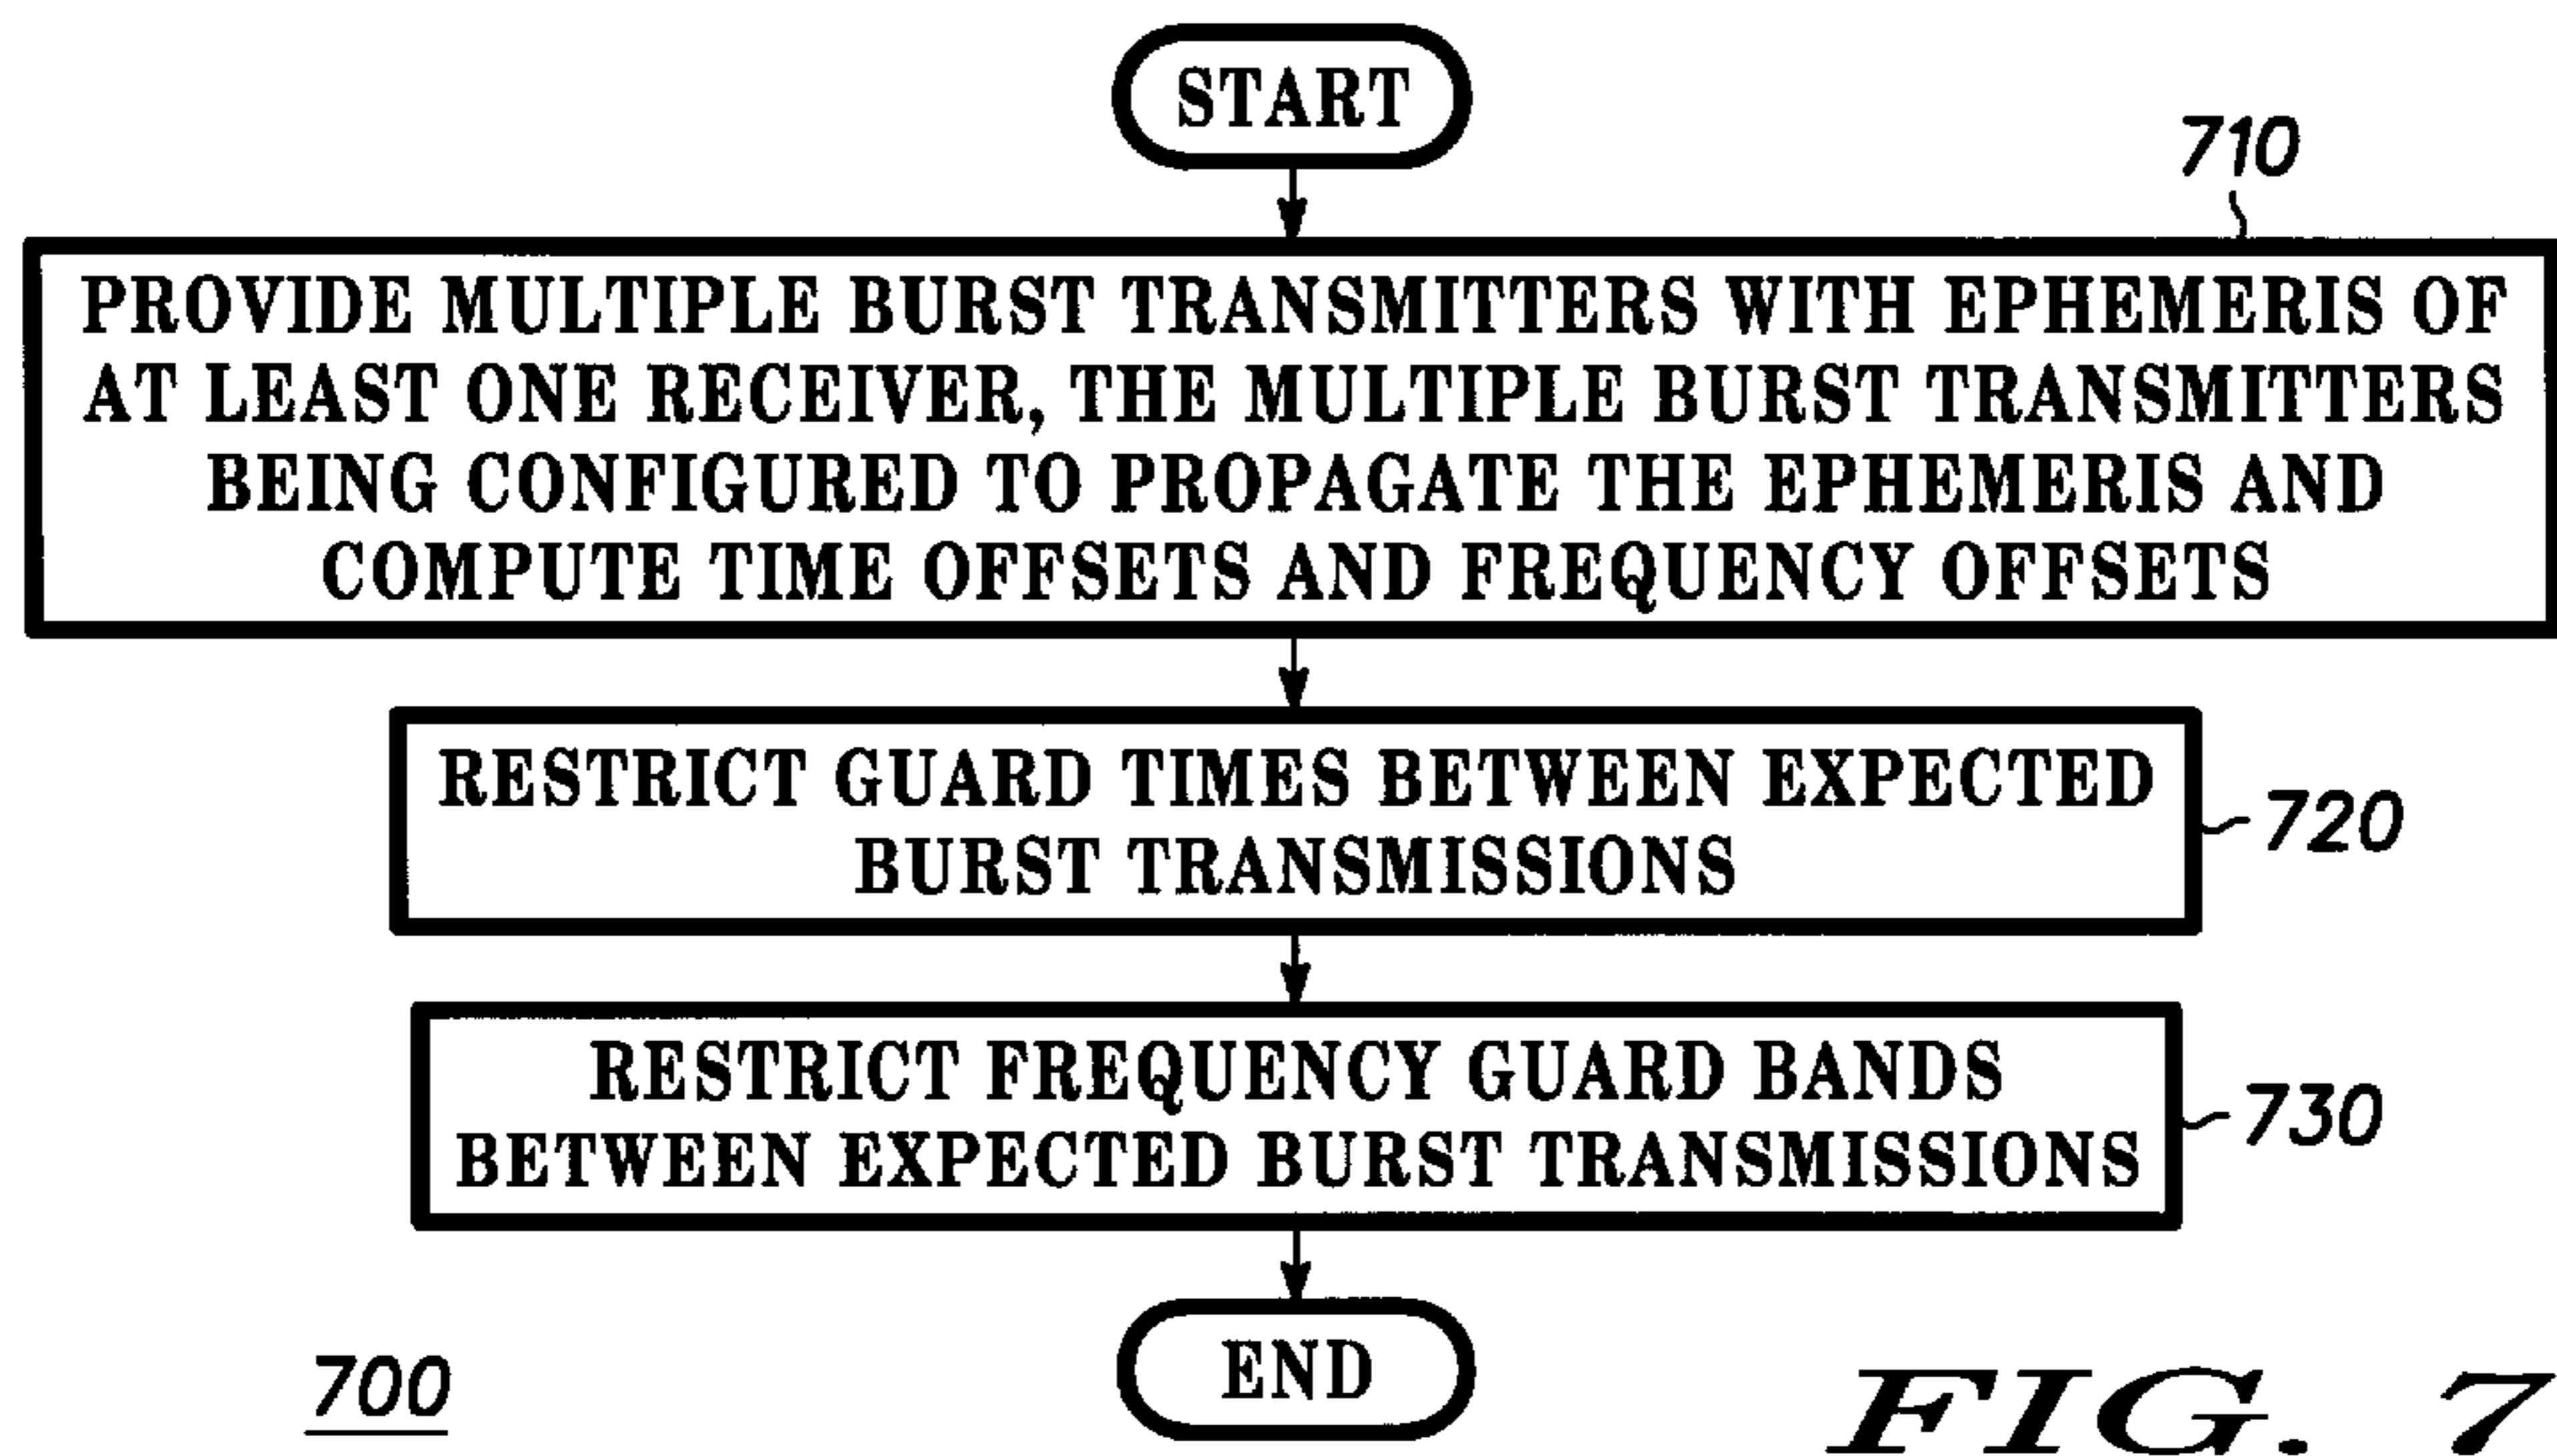 START
710
PROVIDE MULTIPLE BURST TRANSMITTERS WITH EPHEMERIS OF
AT LEAST ONE RECEIVER, THE MULTIPLE BURST TRANSMITTERS
BEING CONFIGURED TO PROPAGATE THE EPHEMERIS AND
COMPUTE TIME OFFSETS AND FREQUENCY OFFSETS
RESTRICT GUARD TIMES BETWEEN EXPECTED
BURST TRANSMISSIONS
720
RESTRICT FREQUENCY GUARD BANDS
BETWEEN EXPECTED BURST TRANSMISSIONS
730
END
700
FIG. 7